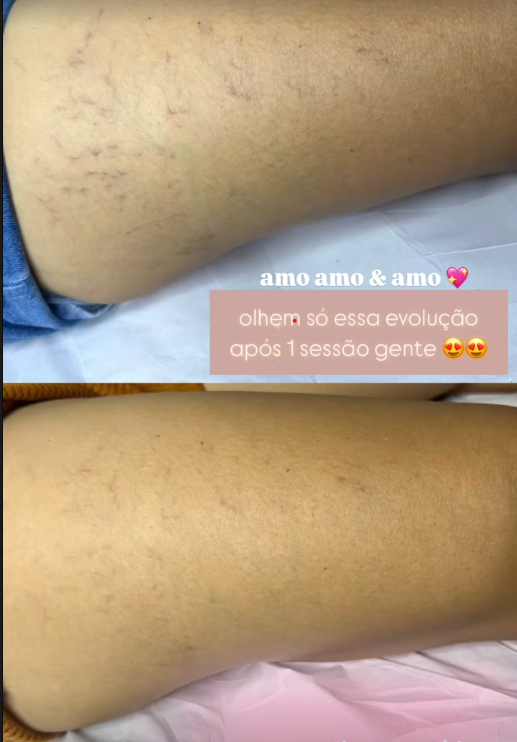 amo amo & amo 💖
olhem só essa evolução
após 1 sessão gente 😍😍